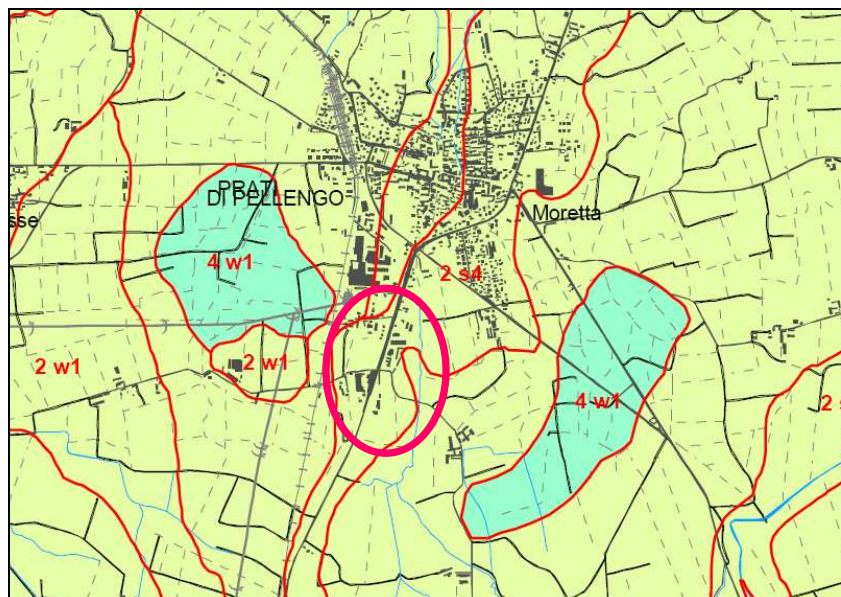 PRATI
DI PELLENGO
sse
Moretta
4 w1
2 s4
2 w1
2 w1
4 w1
2 s